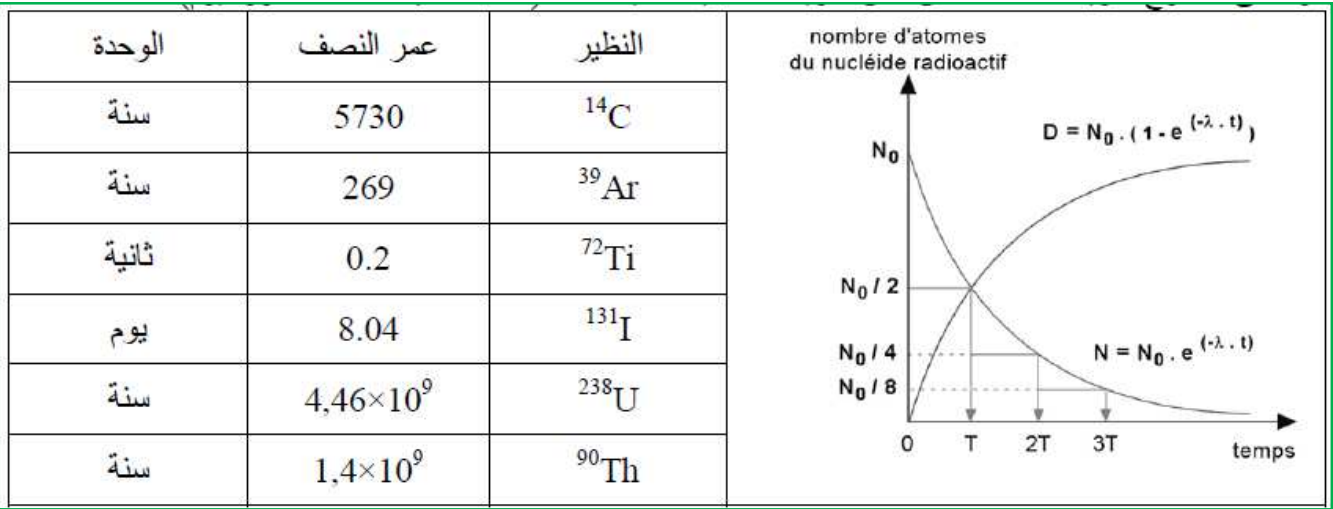 الوحدة عمر النصف النظير
سنة 5730 ¹⁴C
سنة 269 ³⁹Ar
ثانية 0.2 ⁷²Ti
يوم 8.04 ¹³¹I
سنة 4,46×10⁹ ²³⁸U
سنة 1,4×10⁹ ⁹⁰Th
nombre d'atomes
du nucléide radioactif
D = N₀ . ( 1 - e ⁽⁻λ · ᵗ⁾ )
N₀
N₀ / 2
N₀ / 4
N = N₀ . e ⁽⁻λ · ᵗ⁾
N₀ / 8
0 T 2T 3T
temps